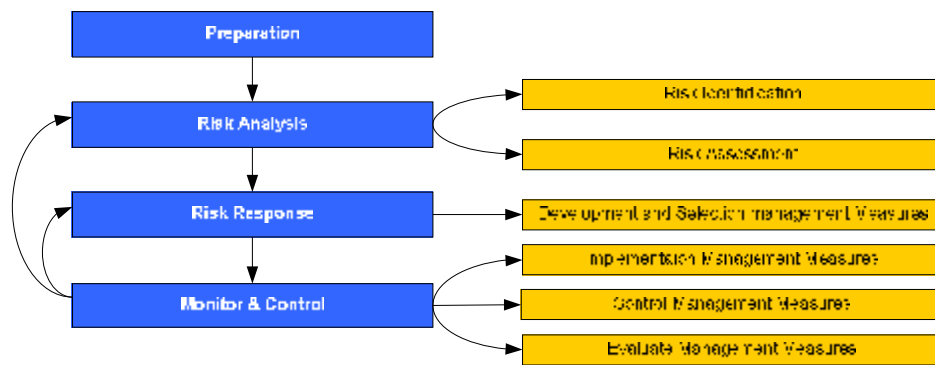 Preparation
Risk Identification
Risk Analysis
Risk Assessment
Risk Response
Development and Selection management Measures
Management Measures
Monitor & Control
Control Management Measures
Evaluate Management Measures